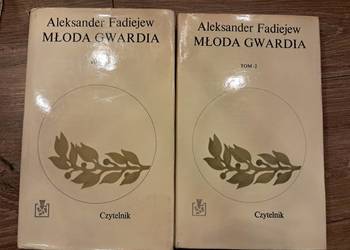 Aleksander Fadiejew
MŁODA GWARDIA
Czytelnik
Aleksander Fadiejew
MŁODA GWARDIA
TOM 2
Czytelnik